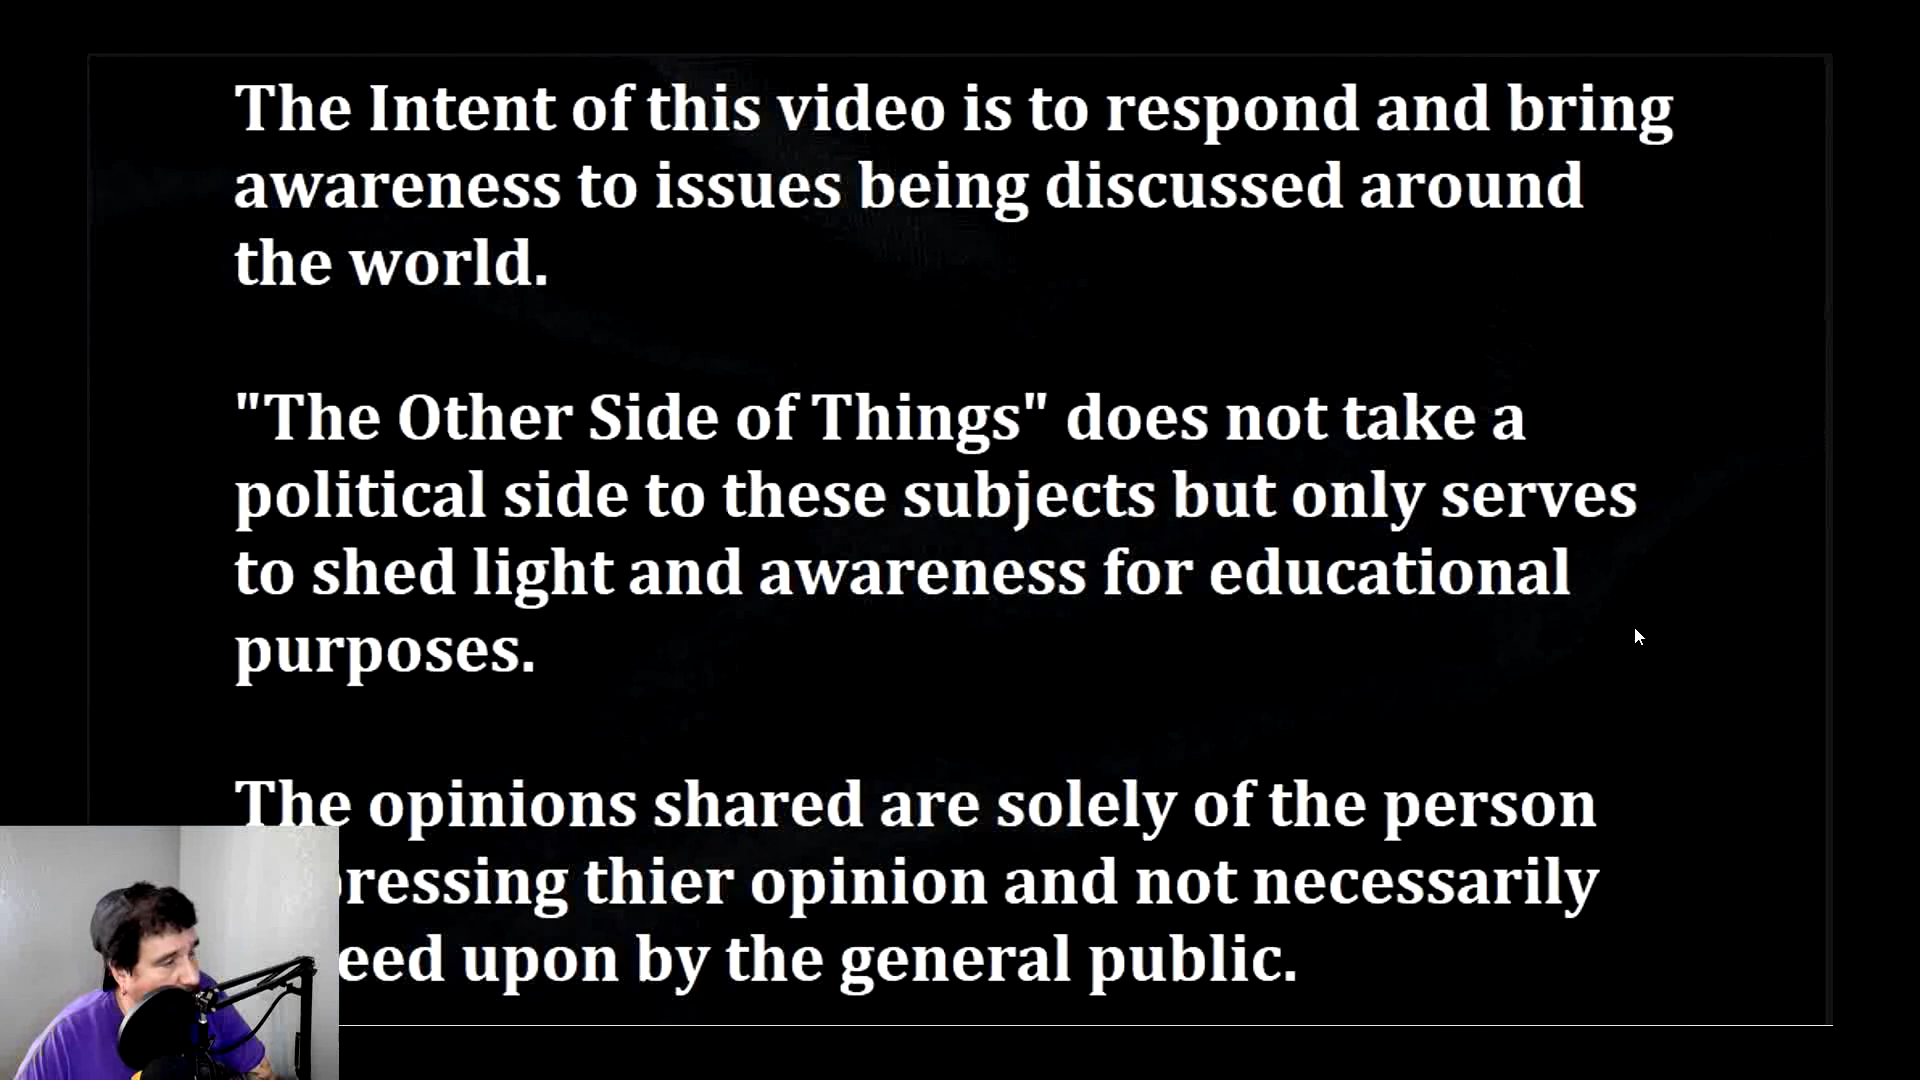 The Intent of this video is to respond and bring
awareness to issues being discussed around
the world.
"The Other Side of Things" does not take a
political side to these subjects but only serves
to shed light and awareness for educational
purposes.
The opinions shared are solely of the person
thier opinion and not necessarily
upon by the general public.